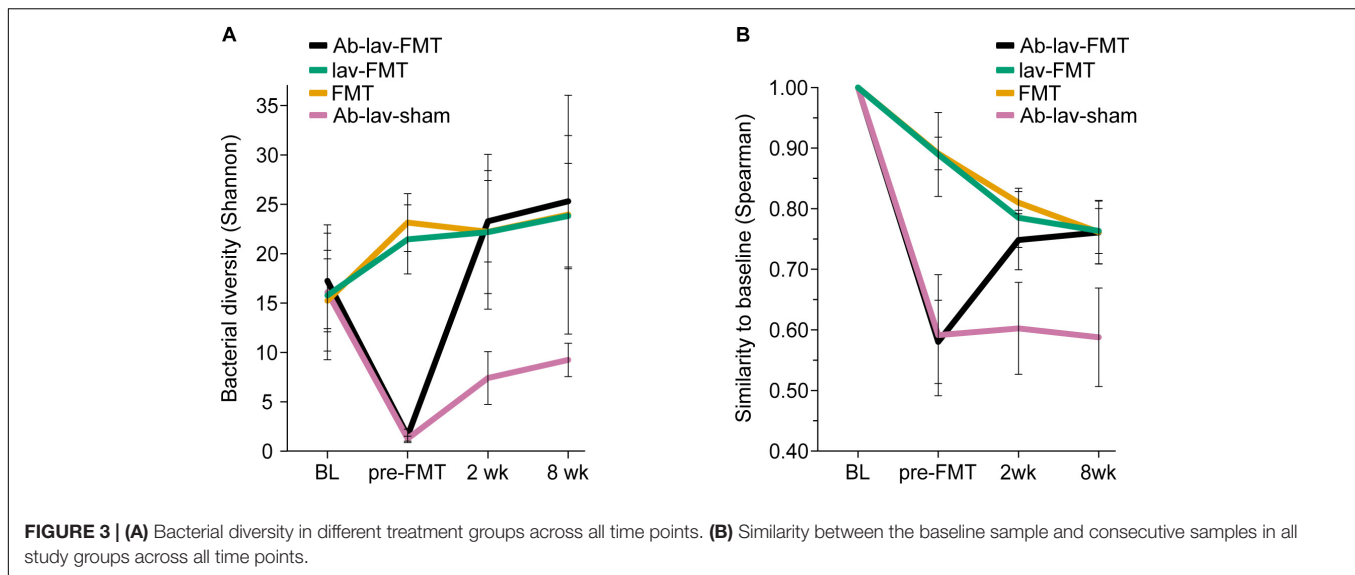 A
Ab-lav-FMT
lav-FMT
FMT
Ab-lav-sham
Bacterial diversity (Shannon)
35
30
25
20
15
10
5
0
BL pre-FMT 2 wk 8 wk
B
Ab-lav-FMT
lav-FMT
FMT
Ab-lav-sham
Similarity to baseline (Spearman)
1.00
0.90
0.80
0.70
0.60
0.50
0.40
BL pre-FMT 2wk 8wk
FIGURE 3 | (A) Bacterial diversity in different treatment groups across all time points. (B) Similarity between the baseline sample and consecutive samples in all
study groups across all time points.